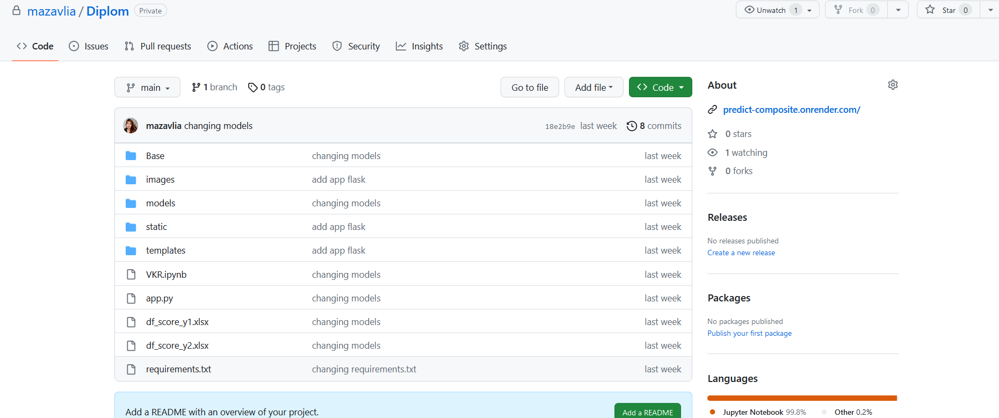 mazavlia / Diplom Private
Unwatch 1 Fork 0 Star 0
Code Issues Pull requests Actions Projects Security Insights Settings
main 1 branch 0 tags Go to file Add file Code
mazavlia changing models 18e2b9e last week 8 commits
Base changing models last week
images add app flask last week
models changing models last week
static add app flask last week
templates add app flask last week
VKR.ipynb changing models last week
app.py changing models last week
df_score_y1.xlsx changing models last week
df_score_y2.xlsx changing models last week
requirements.txt changing requirements.txt last week
Add a README with an overview of your project. Add a README
About
predict-composite.onrender.com/
0 stars
1 watching
0 forks
Releases
No releases published
Create a new release
Packages
No packages published
Publish your first package
Languages
Jupyter Notebook 99.8% Other 0.2%